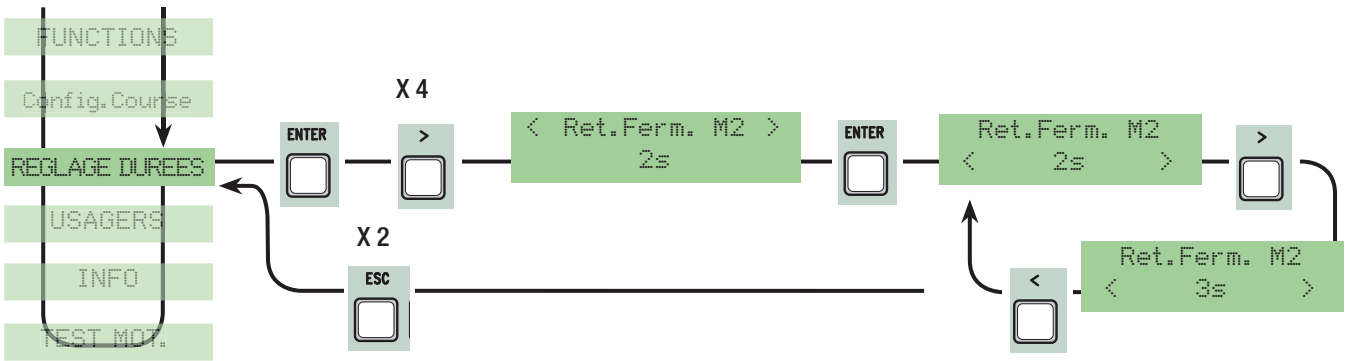 FUNCTIONS
Config.Course
REGLAGE DUREES
USAGERS
INFO
TEST MOT.
ENTER
X 4
>
< Ret.Ferm. M2 >
2s
ENTER
Ret.Ferm. M2
< 2s >
>
Ret.Ferm. M2
< 3s >
<
X 2
ESC